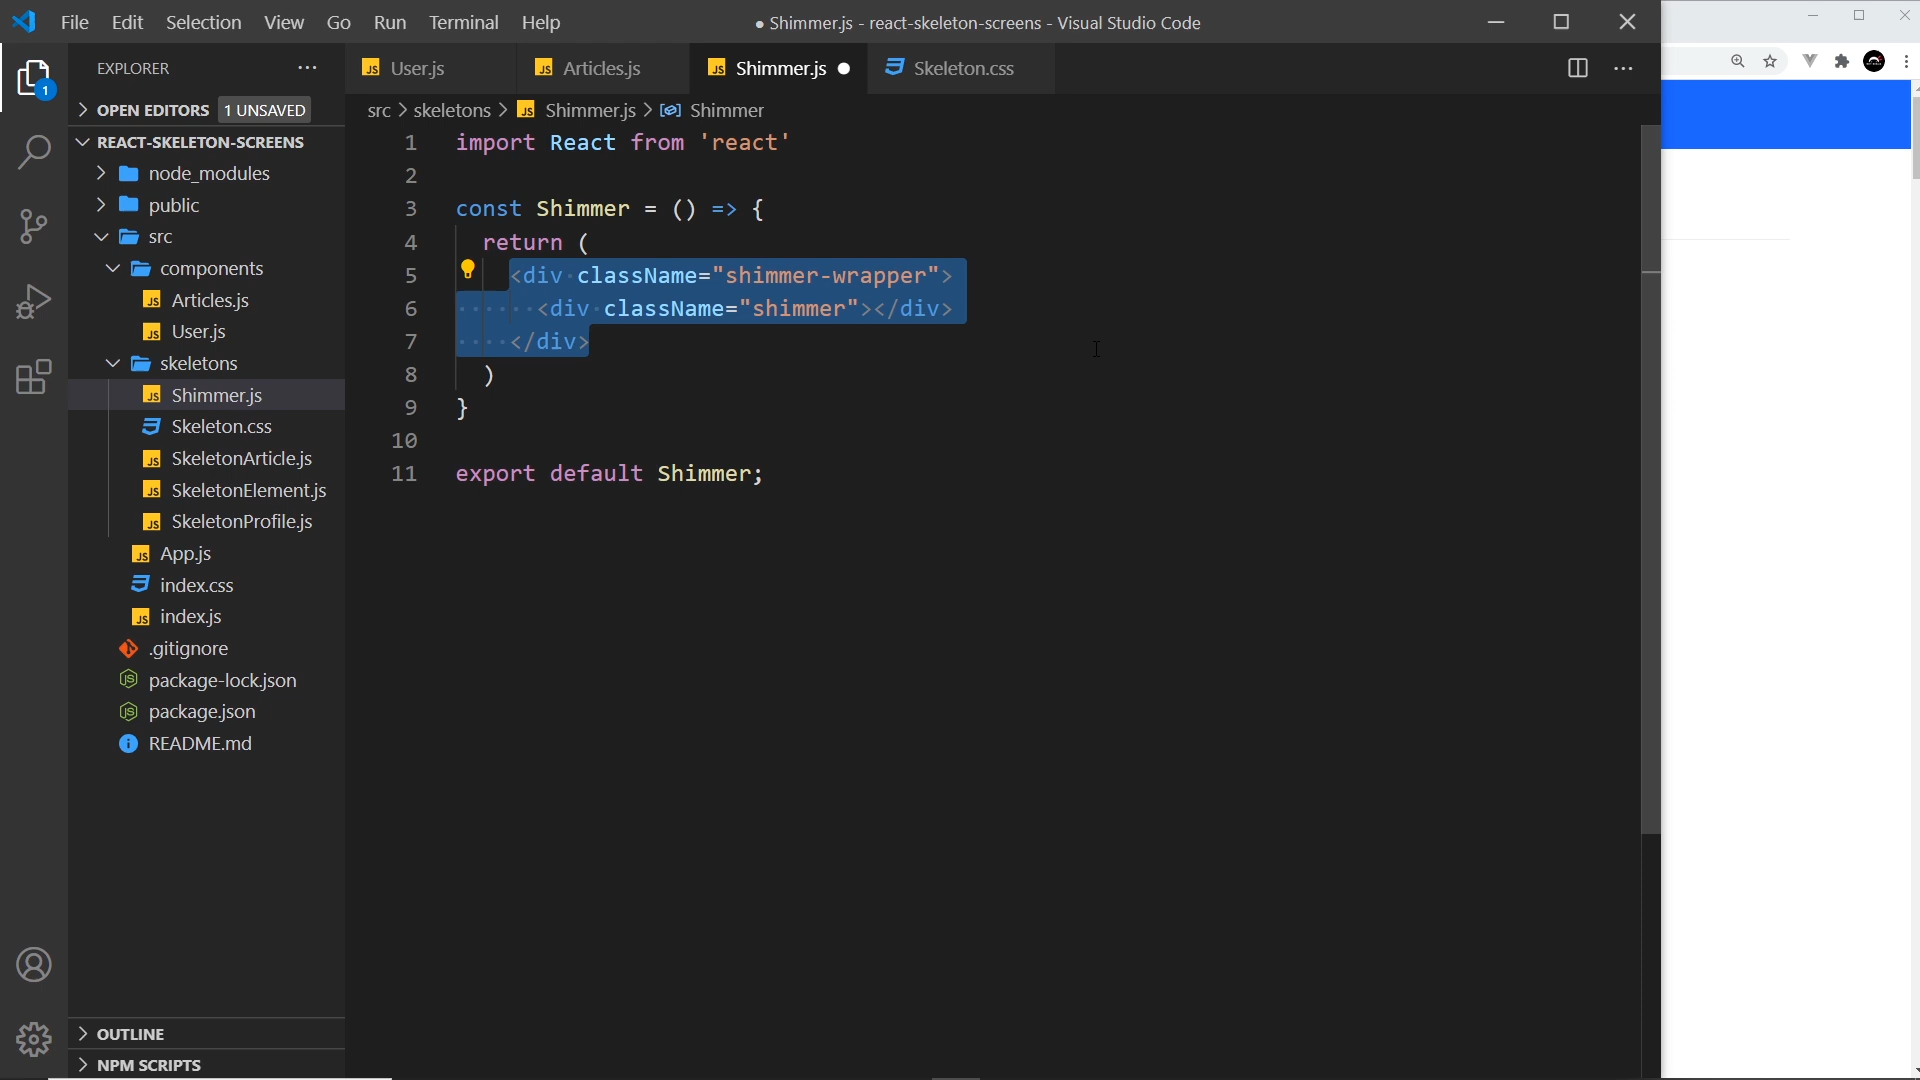 File Edit Selection View Go Run Terminal Help
● Shimmer.js - react-skeleton-screens - Visual Studio Code
EXPLORER
OPEN EDITORS 1 UNSAVED
REACT-SKELETON-SCREENS
node_modules
public
src
components
Articles.js
User.js
skeletons
Shimmer.js
Skeleton.css
SkeletonArticle.js
SkeletonElement.js
SkeletonProfile.js
App.js
index.css
index.js
.gitignore
package-lock.json
package.json
README.md
OUTLINE
NPM SCRIPTS
1
User.js Articles.js Shimmer.js Skeleton.css
src > skeletons > Shimmer.js > Shimmer
1 import React from 'react'
2
3 const Shimmer = () => {
4 return (
5 <div className="shimmer-wrapper">
6 <div className="shimmer"></div>
7 </div>
8 )
9 }
10
11 export default Shimmer;